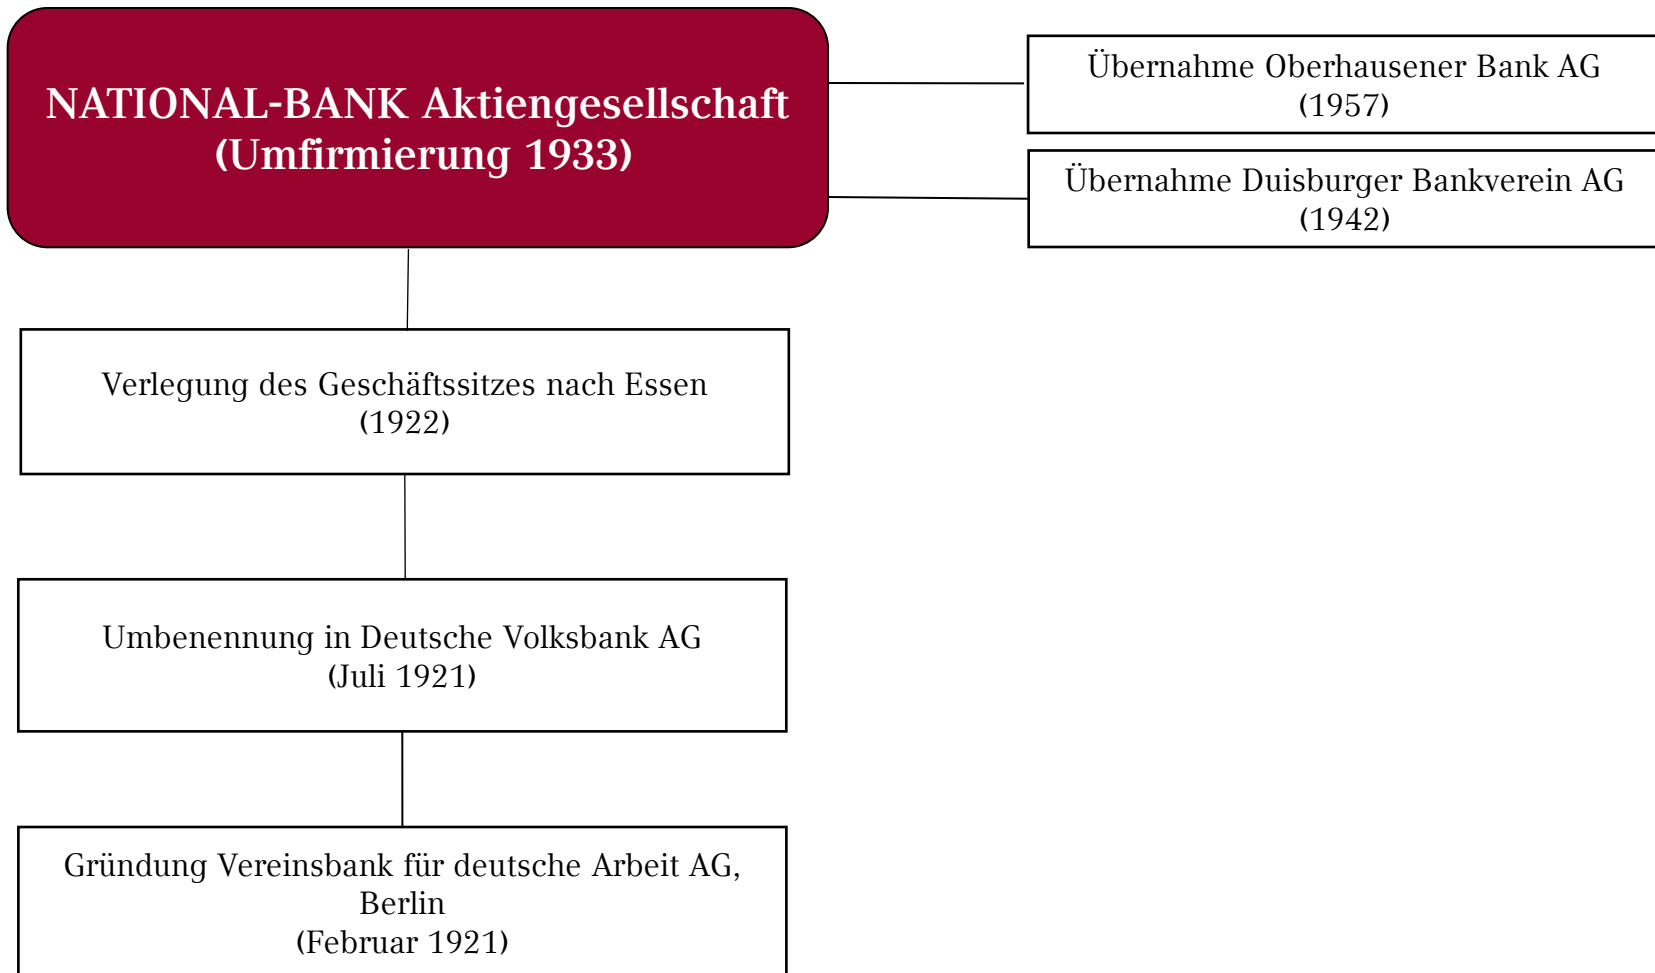 NATIONAL-BANK Aktiengesellschaft
(Umfirmierung 1933)
Übernahme Oberhausener Bank AG
(1957)
Übernahme Duisburger Bankverein AG
(1942)
Verlegung des Geschäftssitzes nach Essen
(1922)
Umbenennung in Deutsche Volksbank AG
(Juli 1921)
Gründung Vereinsbank für deutsche Arbeit AG,
Berlin
(Februar 1921)